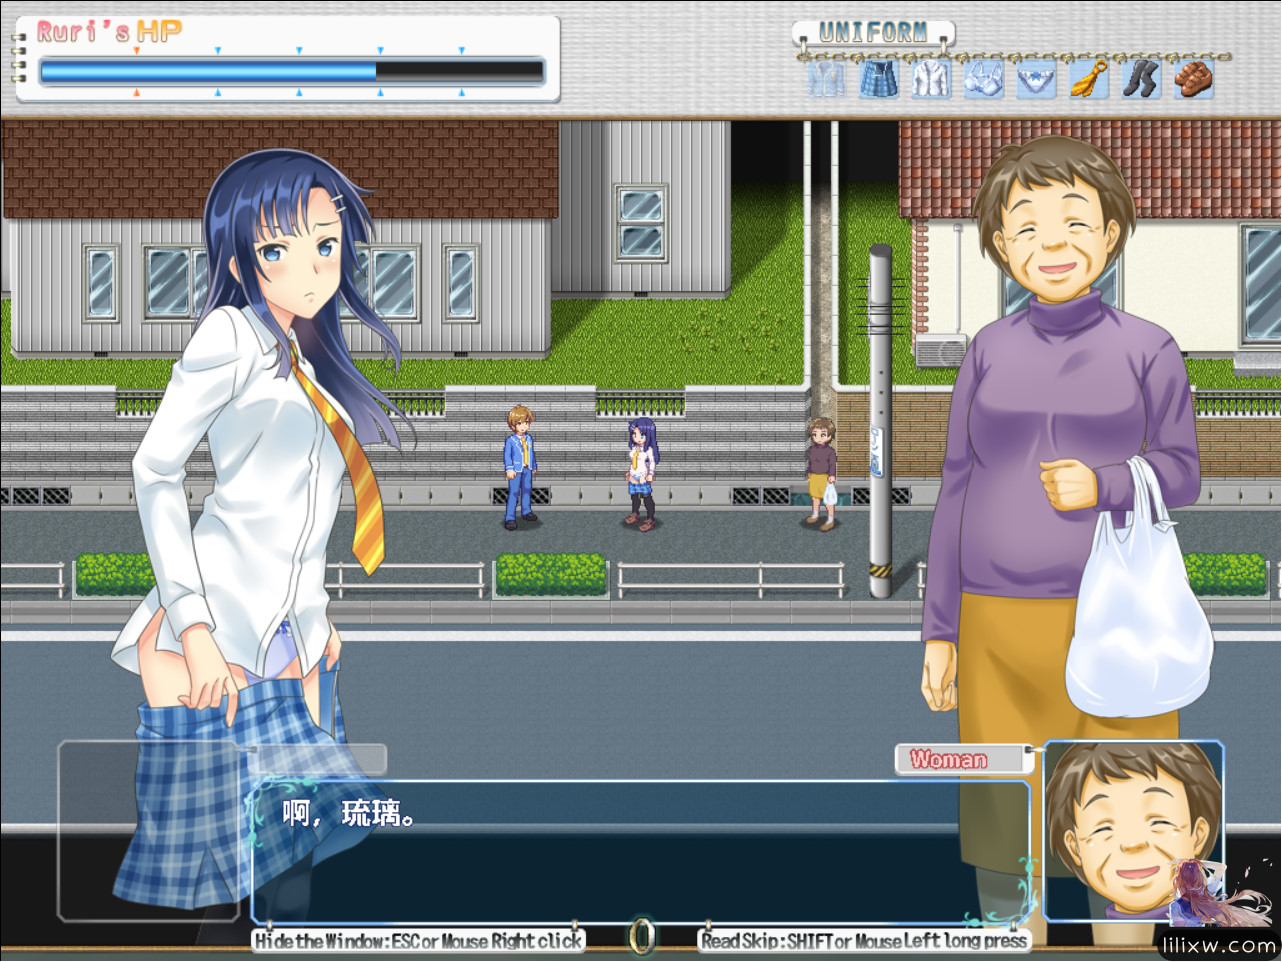 Ruri's HP
UNIFORM
Woman
啊，琉璃。
Hide the Window:ESC or Mouse Right click
Read Skip:SHIFT or Mouse Left long press
lilixw.com